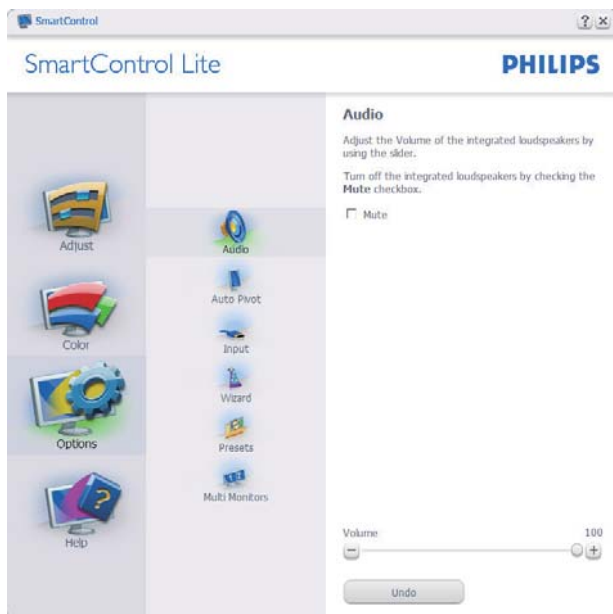 SmartControl
SmartControl Lite
PHILIPS
Adjust
Color
Options
Help
Audio
Auto Pivot
Input
Wizard
Presets
Multi Monitors
Audio
Adjust the Volume of the integrated loudspeakers by
using the slider.
Turn off the integrated loudspeakers by checking the
Mute checkbox.
Mute
Volume 100
Undo